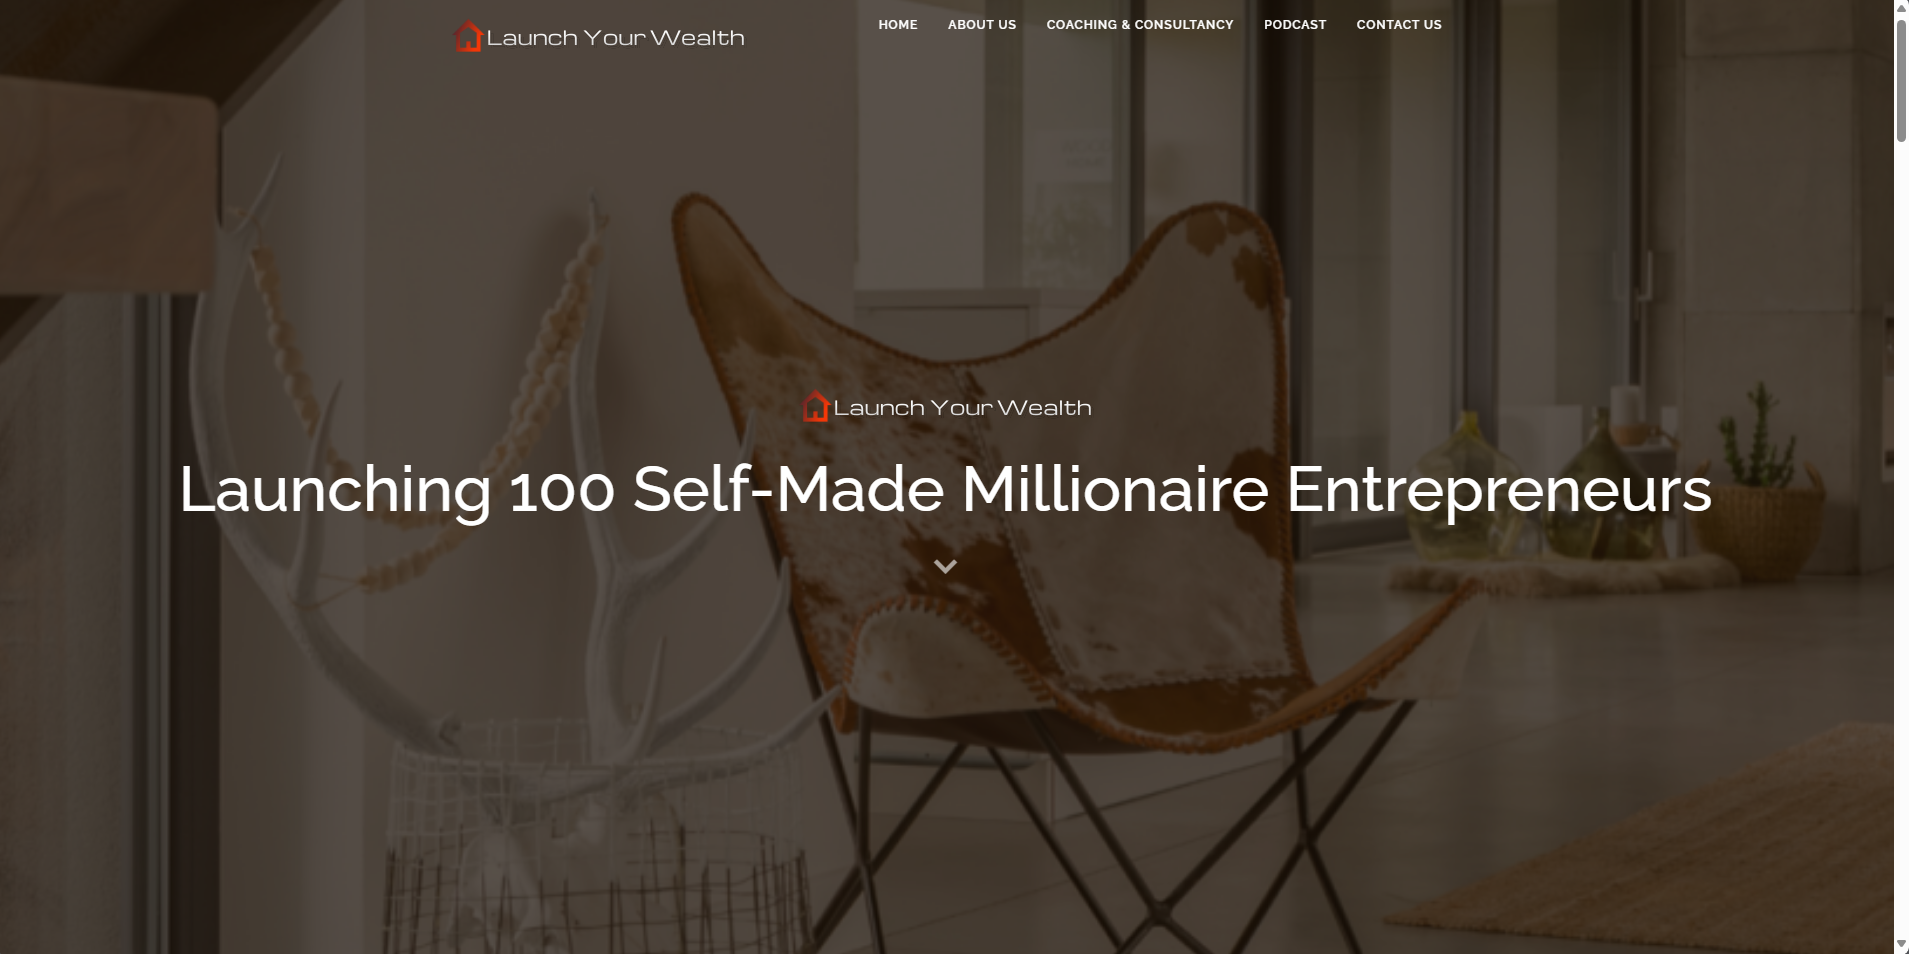 Launch Your Wealth
HOME ABOUT US COACHING & CONSULTANCY PODCAST CONTACT US
Launch Your Wealth
Launching 100 Self-Made Millionaire Entrepreneurs